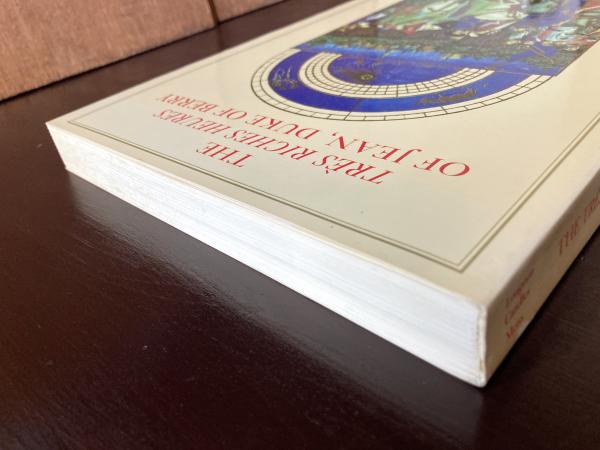 THE
TRÈS RICHES HEURES
OF JEAN, DUKE OF BERRY
THE TRÈS
Longnon
Cazelles
Meiss